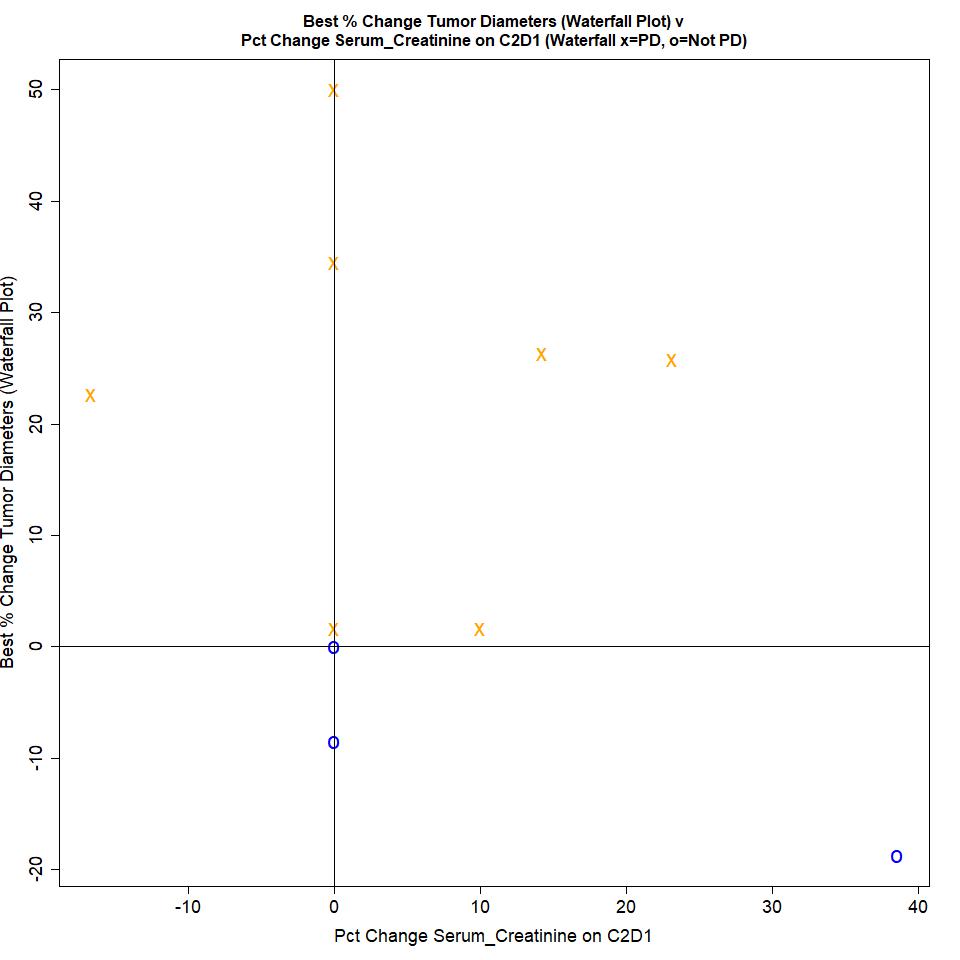 Best % Change Tumor Diameters (Waterfall Plot) v
Pct Change Serum_Creatinine on C2D1 (Waterfall x=PD, o=Not PD)
Best % Change Tumor Diameters (Waterfall Plot)
50
40
30
20
10
0
-10
-20
X
X
X
X
X
X
X
O
O
O
-10
0
10
20
30
40
Pct Change Serum_Creatinine on C2D1